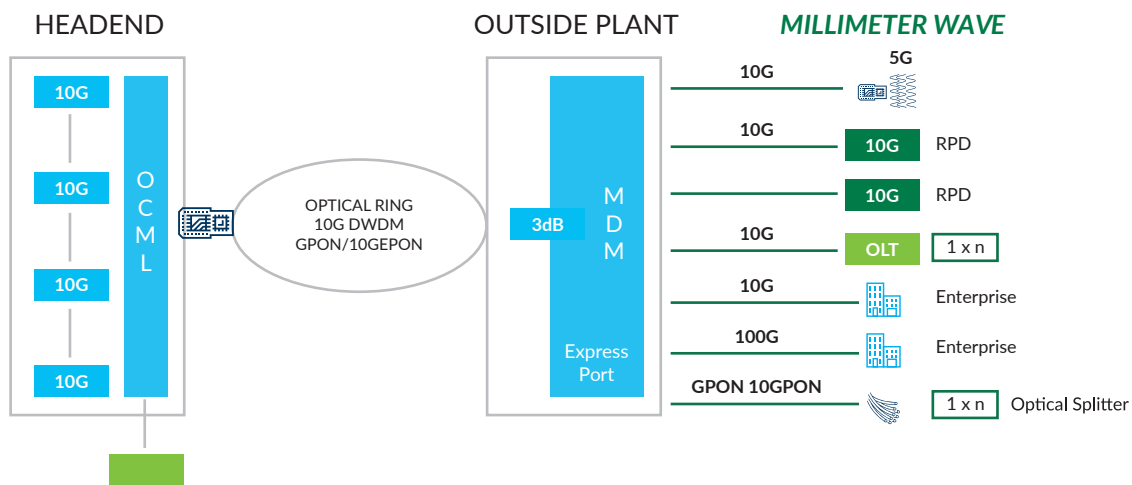 HEADEND
OUTSIDE PLANT
MILLIMETER WAVE
10G
10G
10G
10G
O
C
M
L
OPTICAL RING
10G DWDM
GPON/10GEPON
3dB
M
D
M
Express
Port
10G
5G
10G
10G
RPD
10G
RPD
10G
OLT
1 x n
10G
Enterprise
100G
Enterprise
GPON 10GPON
1 x n
Optical Splitter